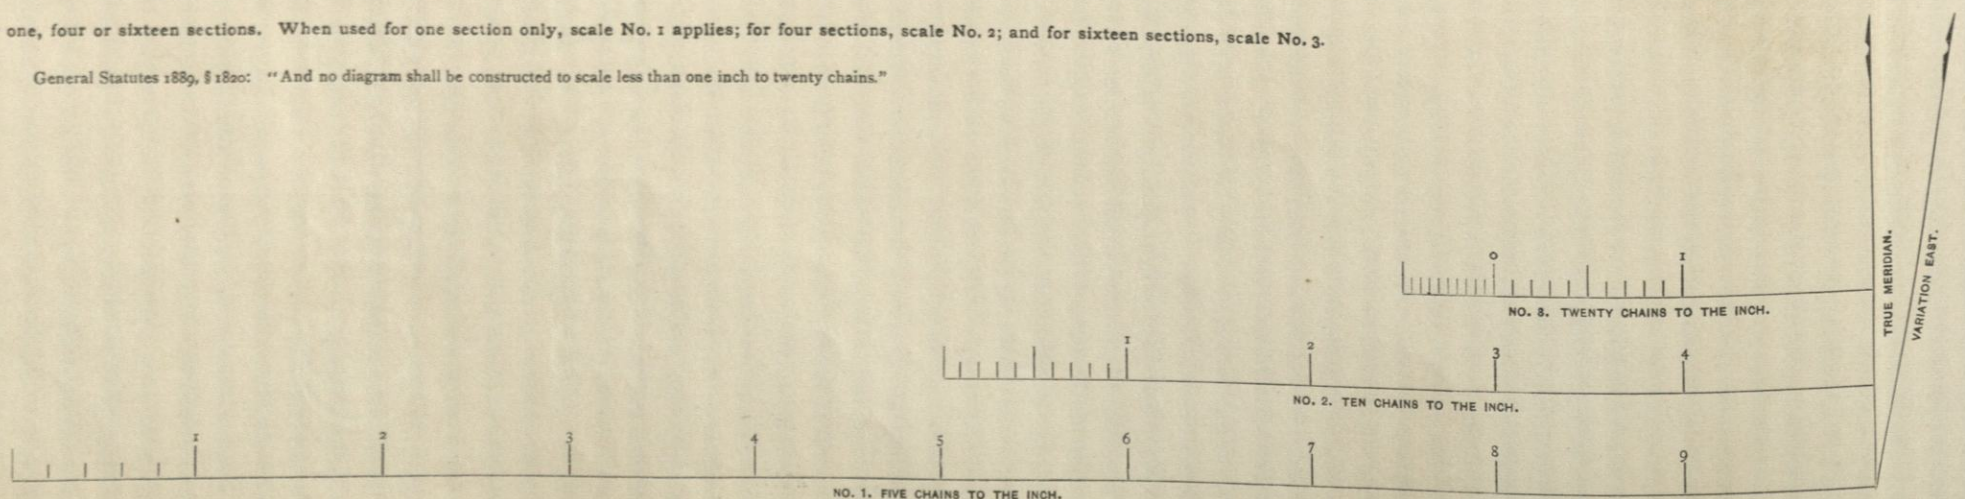 one, four or sixteen sections. When used for one section only, scale No. 1 applies; for four sections, scale No. 2; and for sixteen sections, scale No. 3.
General Statutes 1889, § 1820: "And no diagram shall be constructed to scale less than one inch to twenty chains."
0 1
NO. 3. TWENTY CHAINS TO THE INCH.
1 2 3 4
NO. 2. TEN CHAINS TO THE INCH.
1 2 3 4 5 6 7 8 9
NO. 1. FIVE CHAINS TO THE INCH.
TRUE MERIDIAN.
VARIATION EAST.